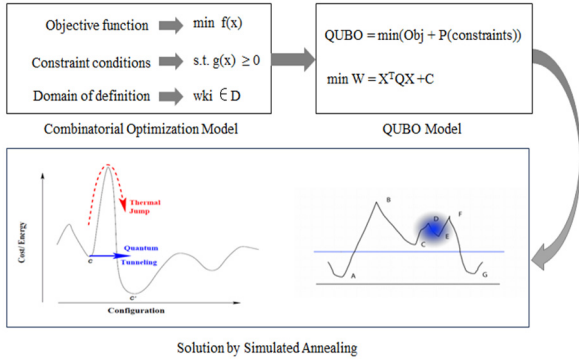 Objective function
min f(x)
Constraint conditions
s.t. g(x) ≥ 0
Domain of definition
wki ∈ D
Combinatorial Optimization Model
QUBO = min(Obj + P(constraints))
min W = XᵀQX + C
QUBO Model
Cost/Energy
Thermal
Jump
Quantum
Tunneling
Configuration
A
B
C
D
E
F
G
Solution by Simulated Annealing